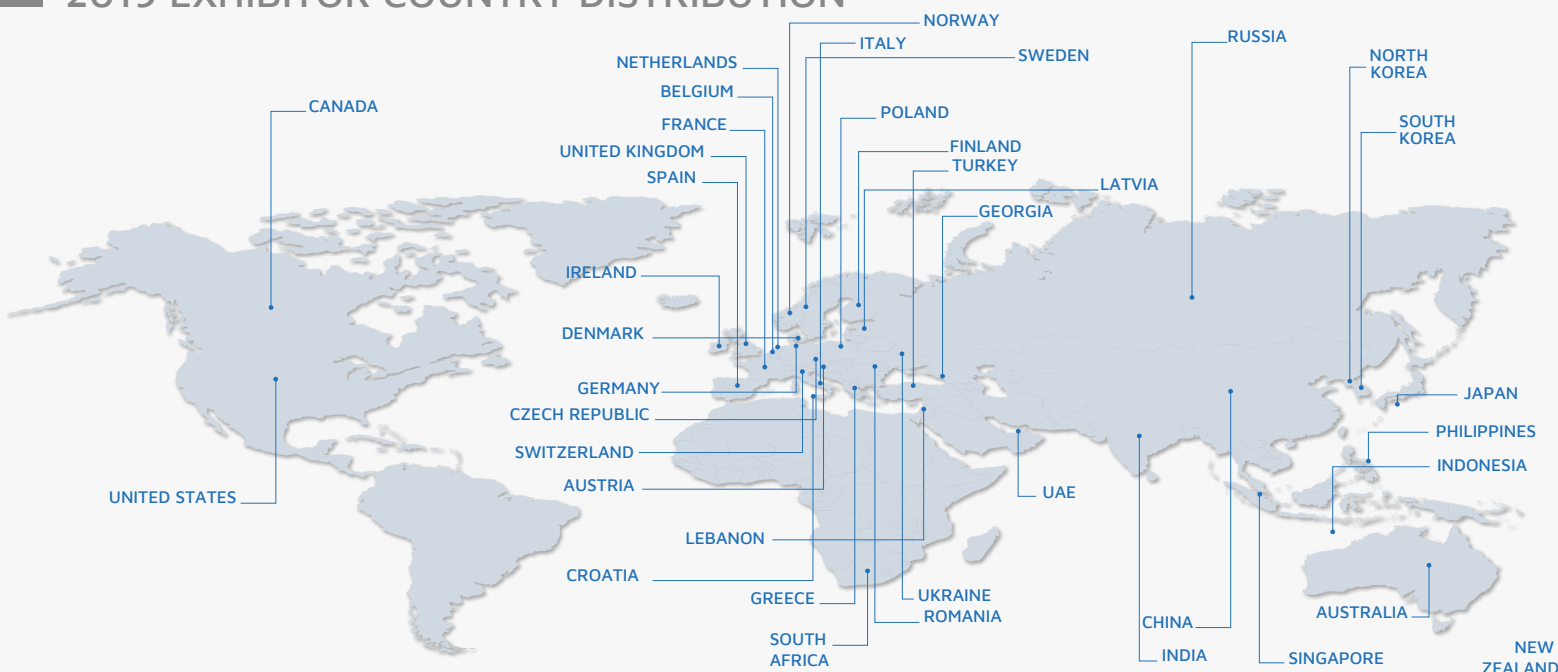 2019 EXHIBITOR COUNTRY DISTRIBUTION
NORWAY
ITALY
RUSSIA
NETHERLANDS
SWEDEN
NORTH
KOREA
BELGIUM
CANADA
POLAND
FRANCE
SOUTH
KOREA
UNITED KINGDOM
FINLAND
TURKEY
SPAIN
LATVIA
GEORGIA
IRELAND
DENMARK
GERMANY
JAPAN
CZECH REPUBLIC
PHILIPPINES
SWITZERLAND
INDONESIA
AUSTRIA
UAE
UNITED STATES
LEBANON
CROATIA
GREECE
UKRAINE
ROMANIA
AUSTRALIA
CHINA
SOUTH
AFRICA
INDIA
SINGAPORE
NEW
ZEALAND